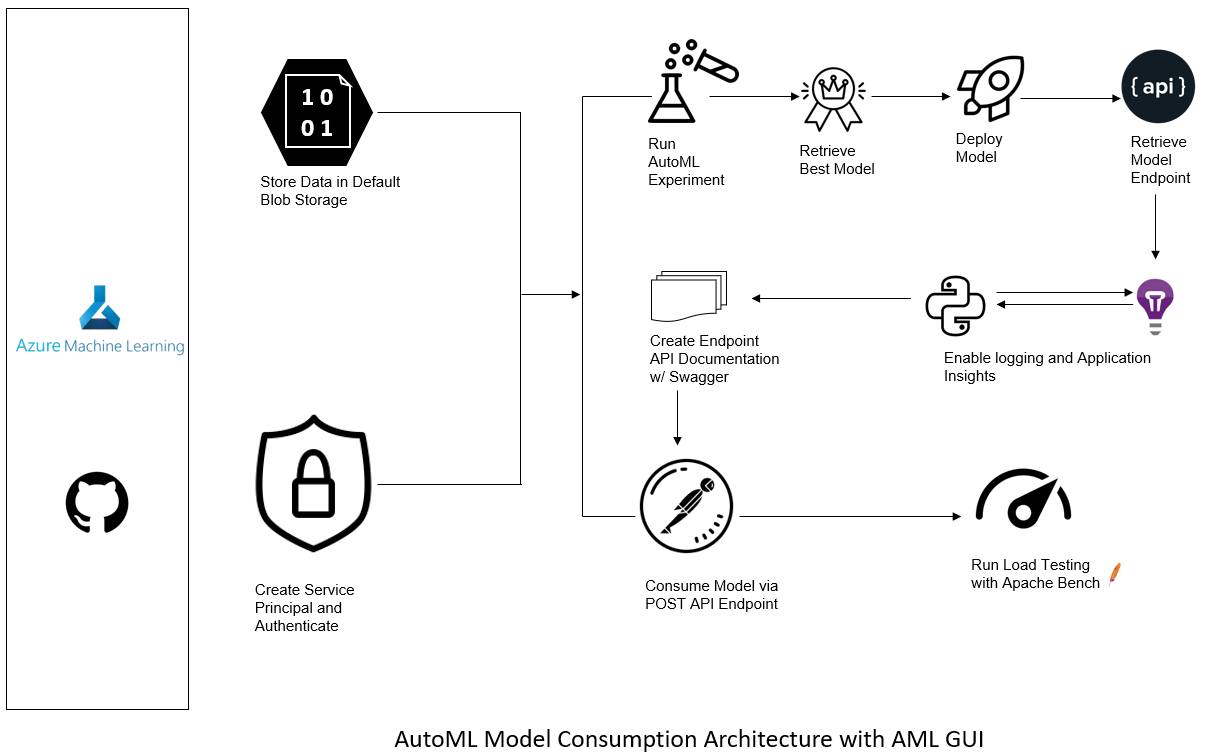 10
01
Store Data in Default
Blob Storage
Azure Machine Learning
Create Service
Principal and
Authenticate
Run
AutoML
Experiment
Retrieve
Best Model
Deploy
Model
{ api }
Retrieve
Model
Endpoint
Create Endpoint
API Documentation
w/ Swagger
Enable logging and Application
Insights
Consume Model via
POST API Endpoint
Run Load Testing
with Apache Bench
AutoML Model Consumption Architecture with AML GUI